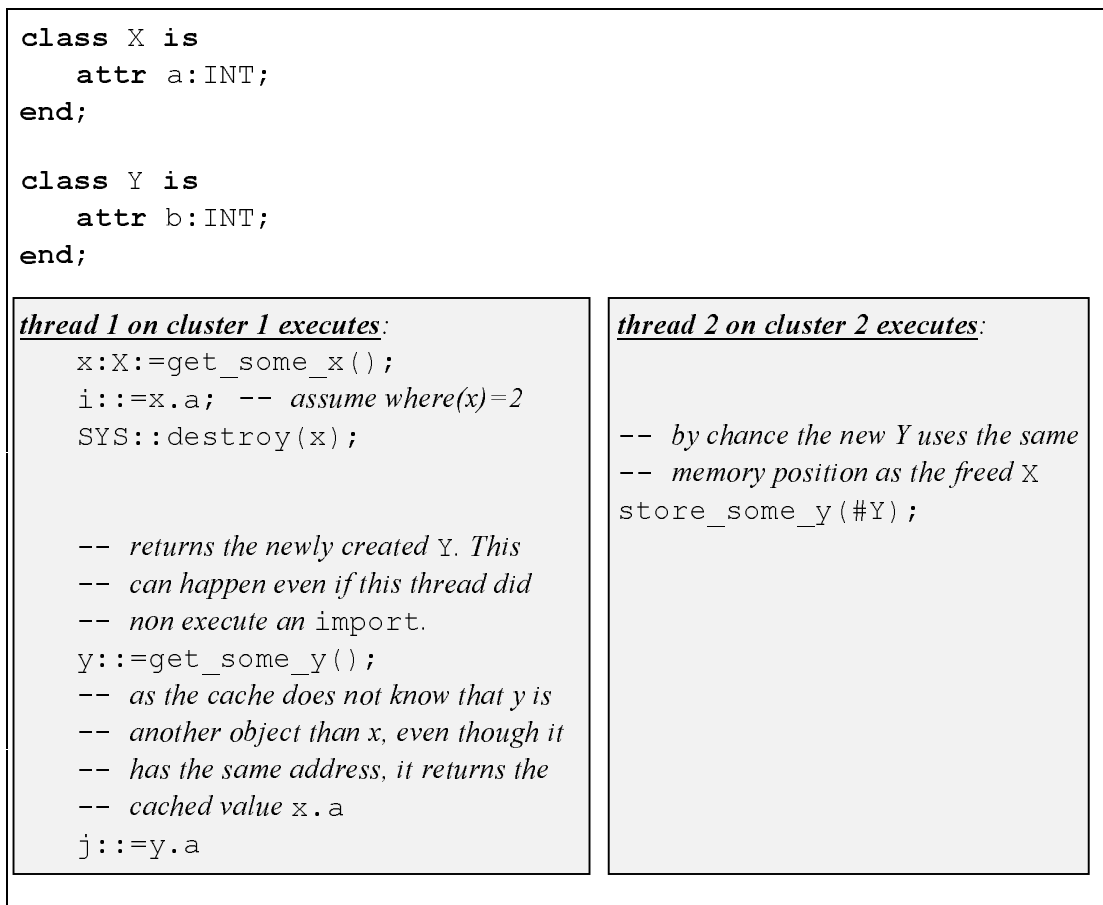 class X is
attr a:INT;
end;
class Y is
attr b:INT;
end;
thread 1 on cluster 1 executes:
x:X:=get_some_x();
i::=x.a; -- assume where(x)=2
SYS::destroy(x);
-- returns the newly created Y. This
-- can happen even if this thread did
-- non execute an import.
y::=get_some_y();
-- as the cache does not know that y is
-- another object than x, even though it
-- has the same address, it returns the
-- cached value x.a
j::=y.a
thread 2 on cluster 2 executes:
-- by chance the new Y uses the same
-- memory position as the freed X
store_some_y(#Y);